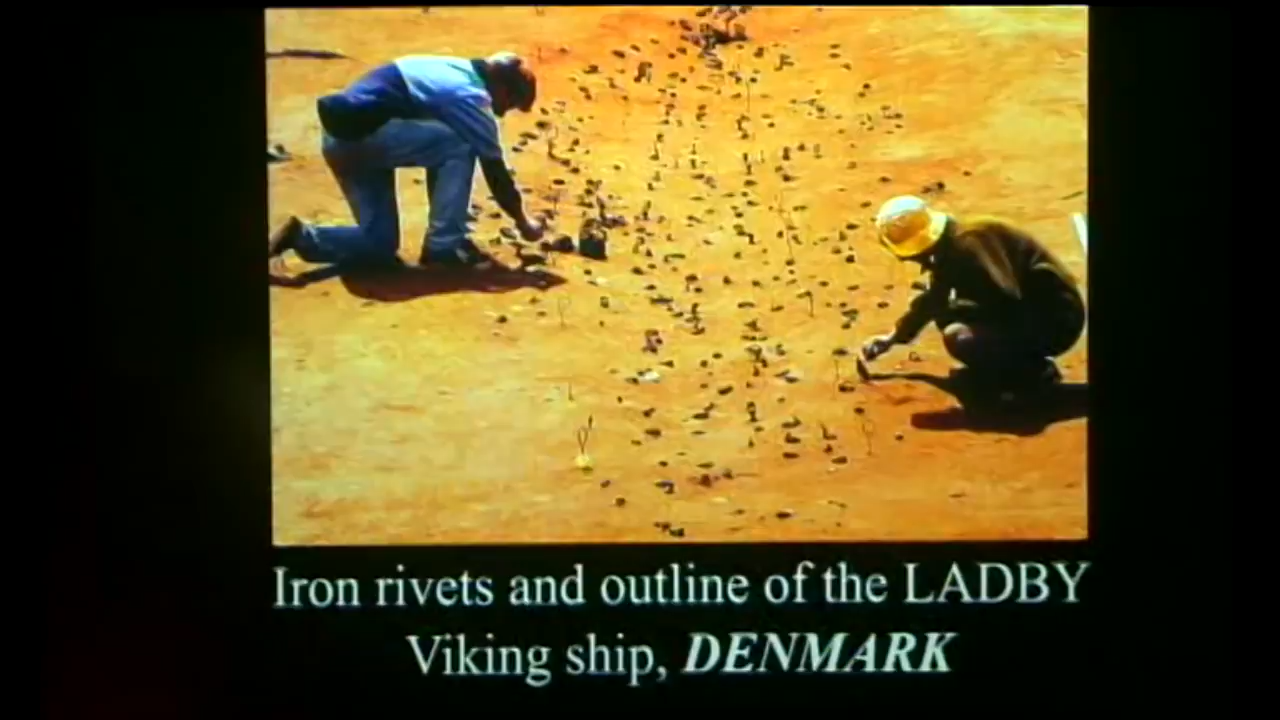 Iron rivets and outline of the LADBY
Viking ship, DENMARK